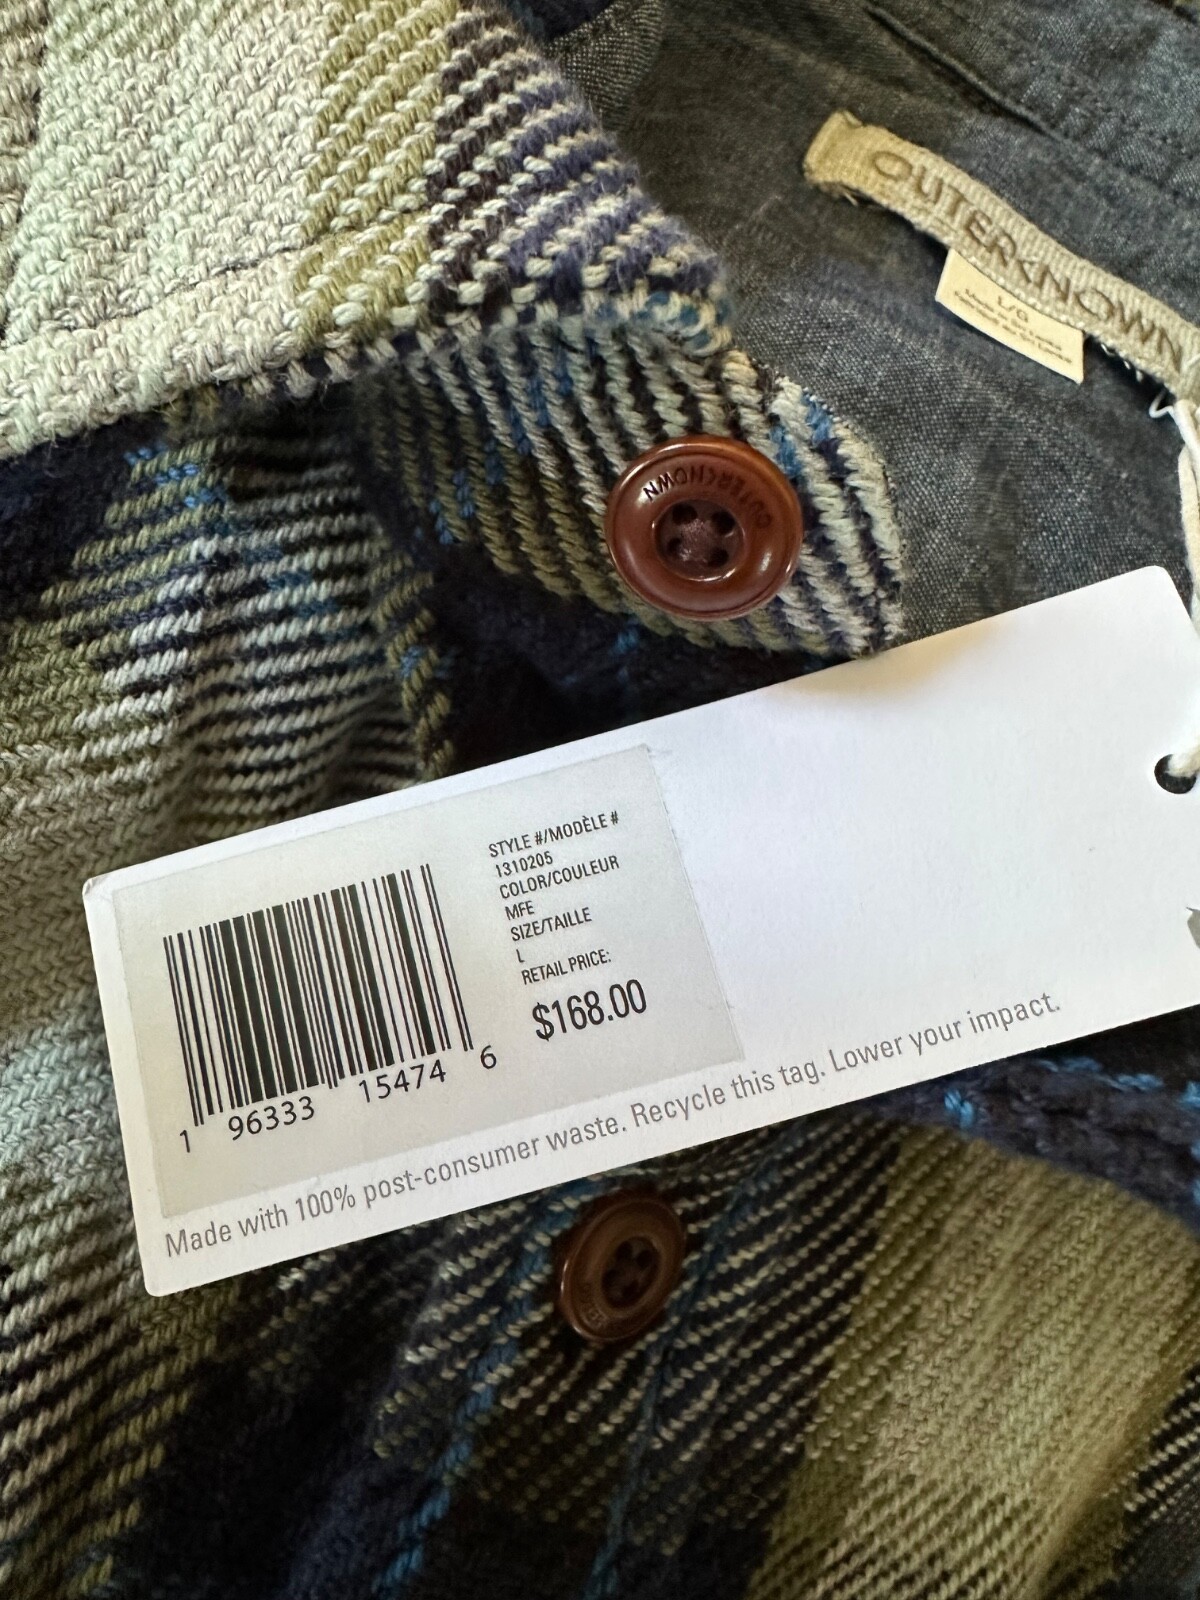 OUTERKNOWN
L/G
OUTERKNOWN
STYLE #/MODÈLE #
1310205
COLOR/COULEUR
MFE
SIZE/TAILLE
L
RETAIL PRICE:
$168.00
1 96333 15474 6
Made with 100% post-consumer waste. Recycle this tag. Lower your impact.